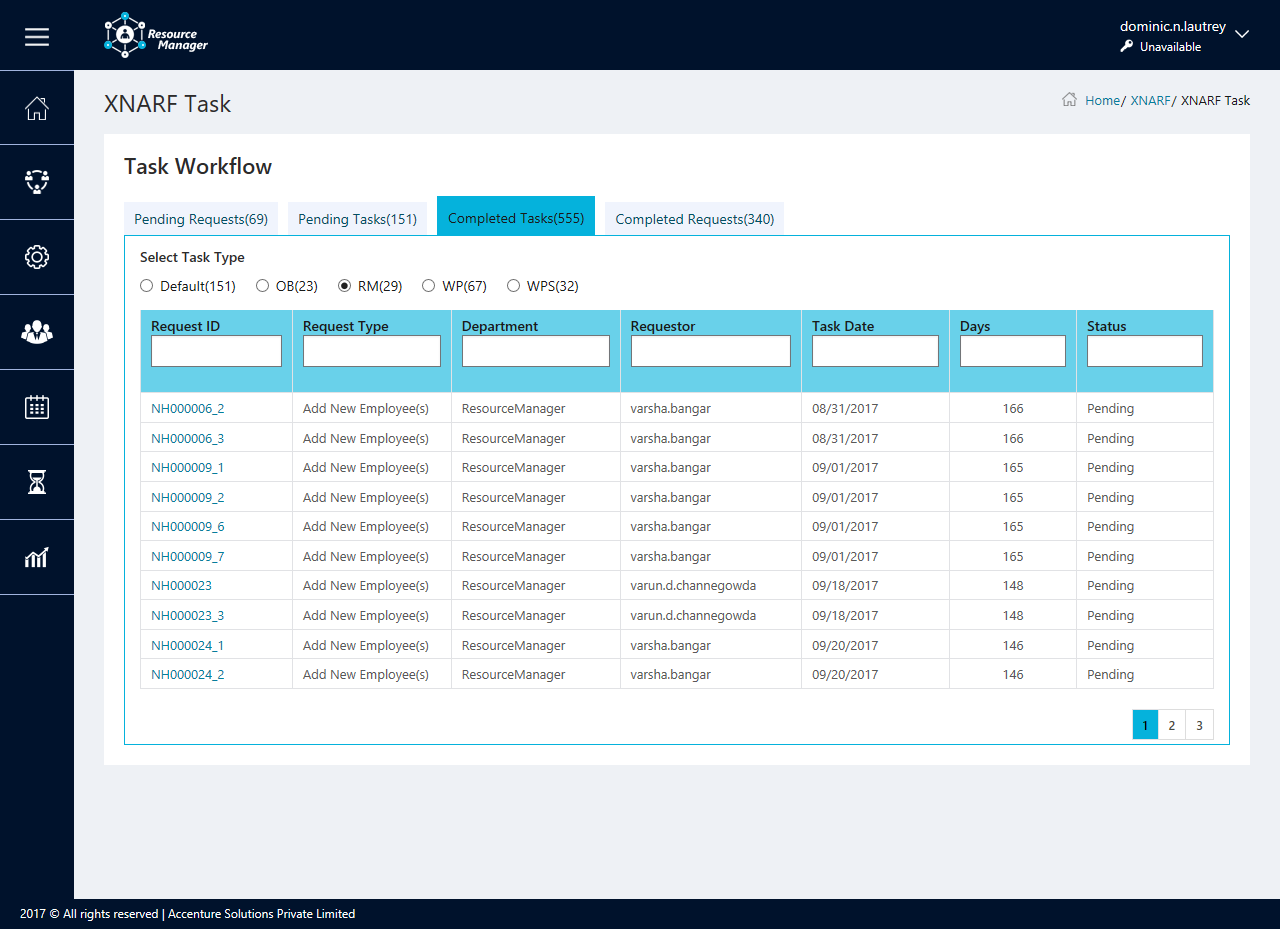 Resource
Manager
dominic.n.lautrey
Unavailable
XNARF Task
Home/ XNARF/ XNARF Task
Task Workflow
Pending Requests(69) Pending Tasks(151) Completed Tasks(555) Completed Requests(340)
Select Task Type
Default(151) OB(23) RM(29) WP(67) WPS(32)
Request ID Request Type Department Requestor Task Date Days Status
NH000006_2 Add New Employee(s) ResourceManager varsha.bangar 08/31/2017 166 Pending
NH000006_3 Add New Employee(s) ResourceManager varsha.bangar 08/31/2017 166 Pending
NH000009_1 Add New Employee(s) ResourceManager varsha.bangar 09/01/2017 165 Pending
NH000009_2 Add New Employee(s) ResourceManager varsha.bangar 09/01/2017 165 Pending
NH000009_6 Add New Employee(s) ResourceManager varsha.bangar 09/01/2017 165 Pending
NH000009_7 Add New Employee(s) ResourceManager varsha.bangar 09/01/2017 165 Pending
NH000023 Add New Employee(s) ResourceManager varun.d.channegowda 09/18/2017 148 Pending
NH000023_3 Add New Employee(s) ResourceManager varun.d.channegowda 09/18/2017 148 Pending
NH000024_1 Add New Employee(s) ResourceManager varsha.bangar 09/20/2017 146 Pending
NH000024_2 Add New Employee(s) ResourceManager varsha.bangar 09/20/2017 146 Pending
1 2 3
2017 © All rights reserved | Accenture Solutions Private Limited